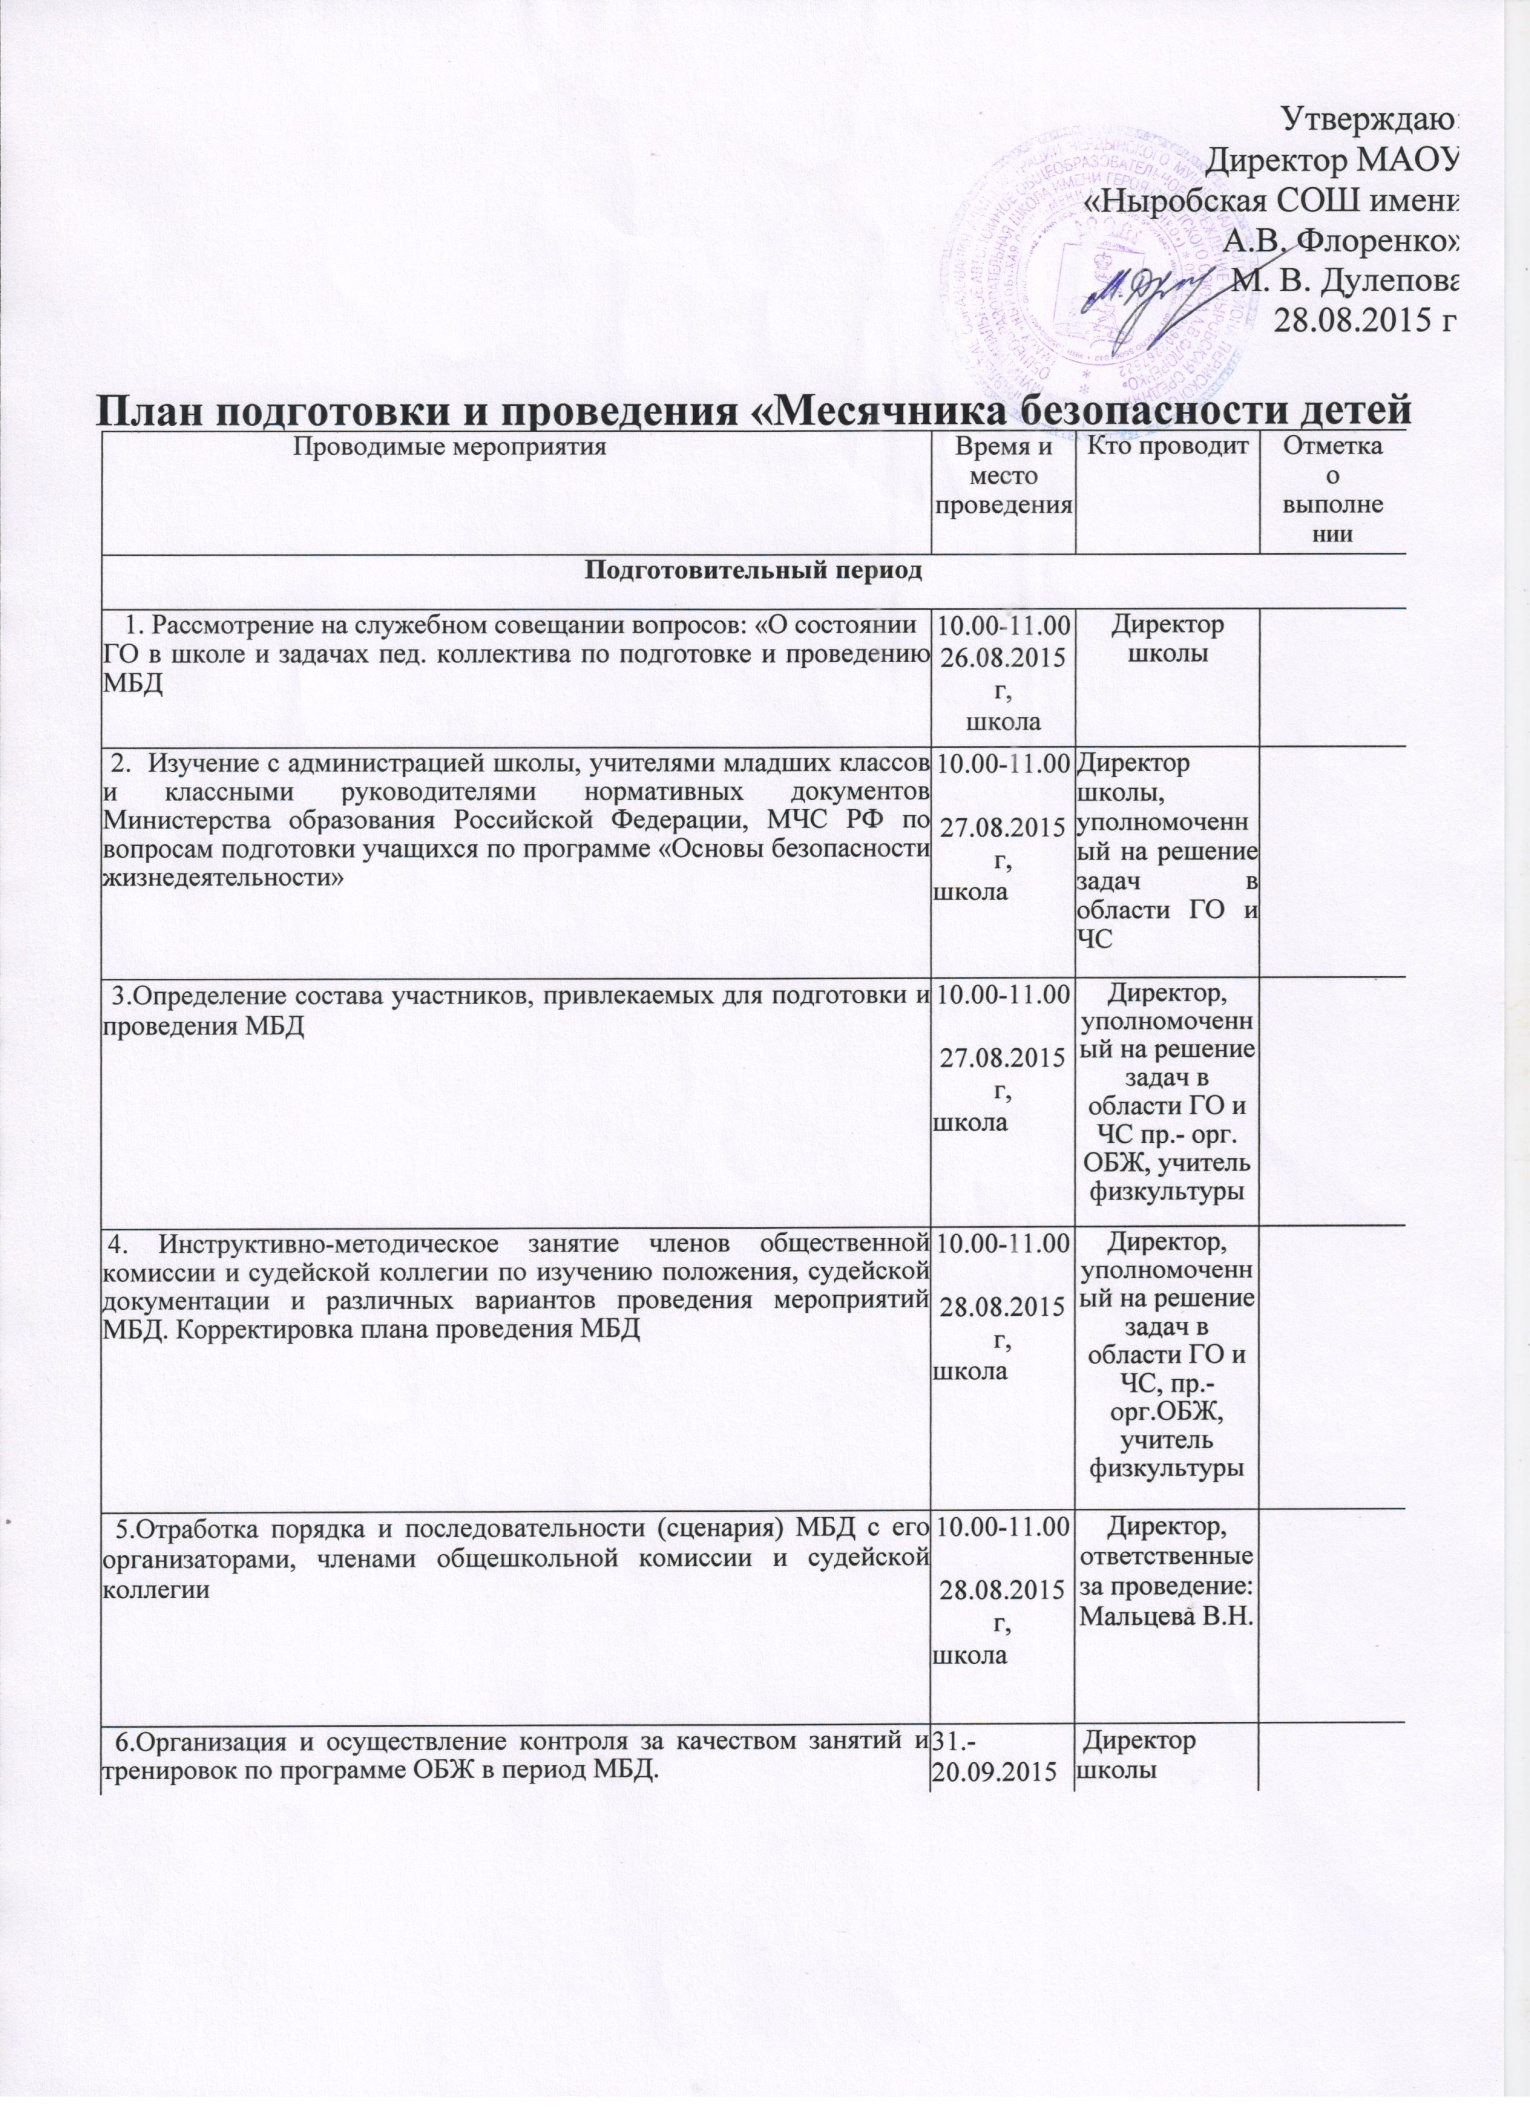 Утверждаю:
Директор МАОУ
«Ныробская СОШ имени
А.В. Флоренко»
М. В. Дулепова
28.08.2015 г
План подготовки и проведения «Месячника безопасности детей
Проводимые мероприятия
Время и
место
проведения
Кто проводит
Отметка
о
выполне
нии
Подготовительный период
1. Рассмотрение на служебном совещании вопросов: «О состоянии
ГО в школе и задачах пед. коллектива по подготовке и проведению
МБД
10.00-11.00
26.08.2015
г,
школа
Директор
школы
2. Изучение с администрацией школы, учителями младших классов
и классными руководителями нормативных документов
Министерства образования Российской Федерации, МЧС РФ по
вопросам подготовки учащихся по программе «Основы безопасности
жизнедеятельности»
10.00-11.00
27.08.2015
г,
школа
Директор
школы,
уполномоченн
ый на решение
задач в
области ГО и
ЧС
3.Определение состава участников, привлекаемых для подготовки и
проведения МБД
10.00-11.00
27.08.2015
г,
школа
Директор,
уполномоченн
ый на решение
задач в
области ГО и
ЧС пр.- орг.
ОБЖ, учитель
физкультуры
4. Инструктивно-методическое занятие членов общественной
комиссии и судейской коллегии по изучению положения, судейской
документации и различных вариантов проведения мероприятий
МБД. Корректировка плана проведения МБД
10.00-11.00
28.08.2015
г,
школа
Директор,
уполномоченн
ый на решение
задач в
области ГО и
ЧС, пр.-
орг.ОБЖ,
учитель
физкультуры
5.Отработка порядка и последовательности (сценария) МБД с его
организаторами, членами общешкольной комиссии и судейской
коллегии
10.00-11.00
28.08.2015
г,
школа
Директор,
ответственные
за проведение:
Мальцева В.Н.
6.Организация и осуществление контроля за качеством занятий и
тренировок по программе ОБЖ в период МБД.
31.-
20.09.2015
Директор
школы